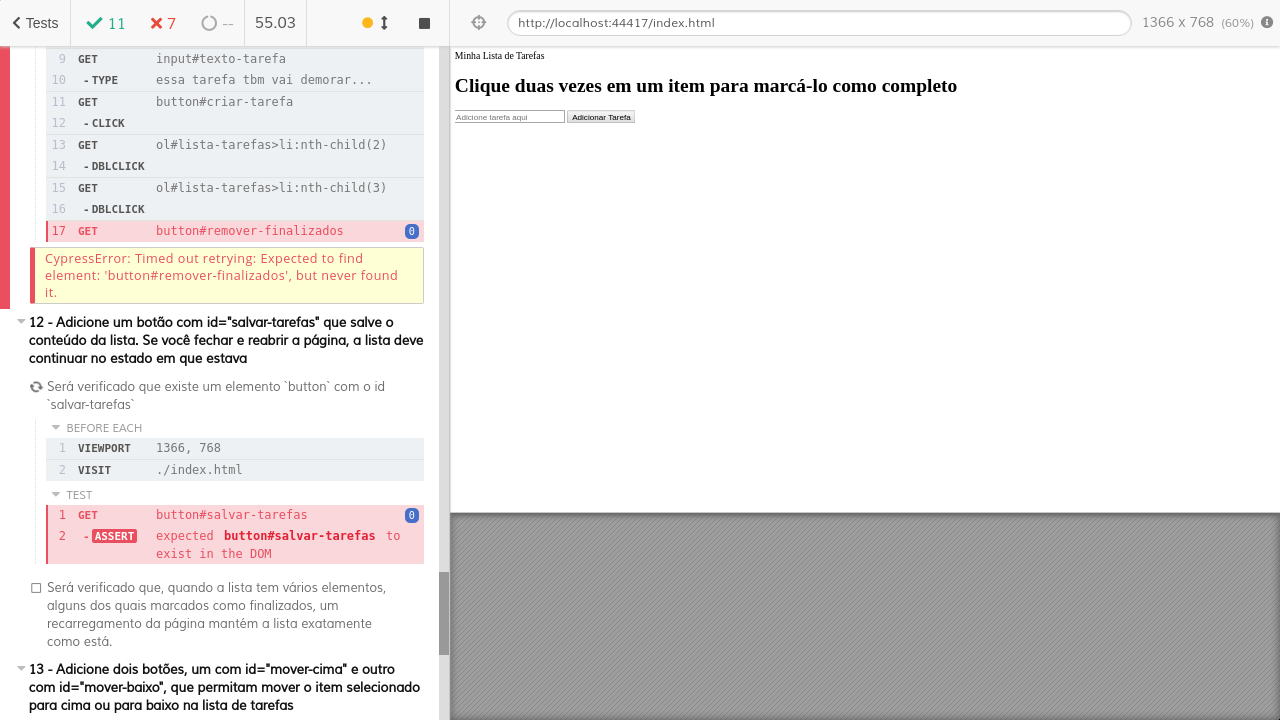 Tests
11
7
--
55.03
http://localhost:44417/index.html
1366 x 768 (60%)
9 GET input#texto-tarefa
10 - TYPE essa tarefa tbm vai demorar...
11 GET button#criar-tarefa
12 - CLICK
13 GET ol#lista-tarefas>li:nth-child(2)
14 - DBLCLICK
15 GET ol#lista-tarefas>li:nth-child(3)
16 - DBLCLICK
17 GET button#remover-finalizados 0
CypressError: Timed out retrying: Expected to find
element: 'button#remover-finalizados', but never found
it.
12 - Adicione um botão com id="salvar-tarefas" que salve o
conteúdo da lista. Se você fechar e reabrir a página, a lista deve
continuar no estado em que estava
Será verificado que existe um elemento `button` com o id
`salvar-tarefas`
BEFORE EACH
1 VIEWPORT 1366, 768
2 VISIT ./index.html
TEST
1 GET button#salvar-tarefas 0
2 - ASSERT expected button#salvar-tarefas to
exist in the DOM
Será verificado que, quando a lista tem vários elementos,
alguns dos quais marcados como finalizados, um
recarregamento da página mantém a lista exatamente
como está.
13 - Adicione dois botões, um com id="mover-cima" e outro
com id="mover-baixo", que permitam mover o item selecionado
para cima ou para baixo na lista de tarefas
Minha Lista de Tarefas
Clique duas vezes em um item para marcá-lo como completo
Adicione tarefa aqui
Adicionar Tarefa